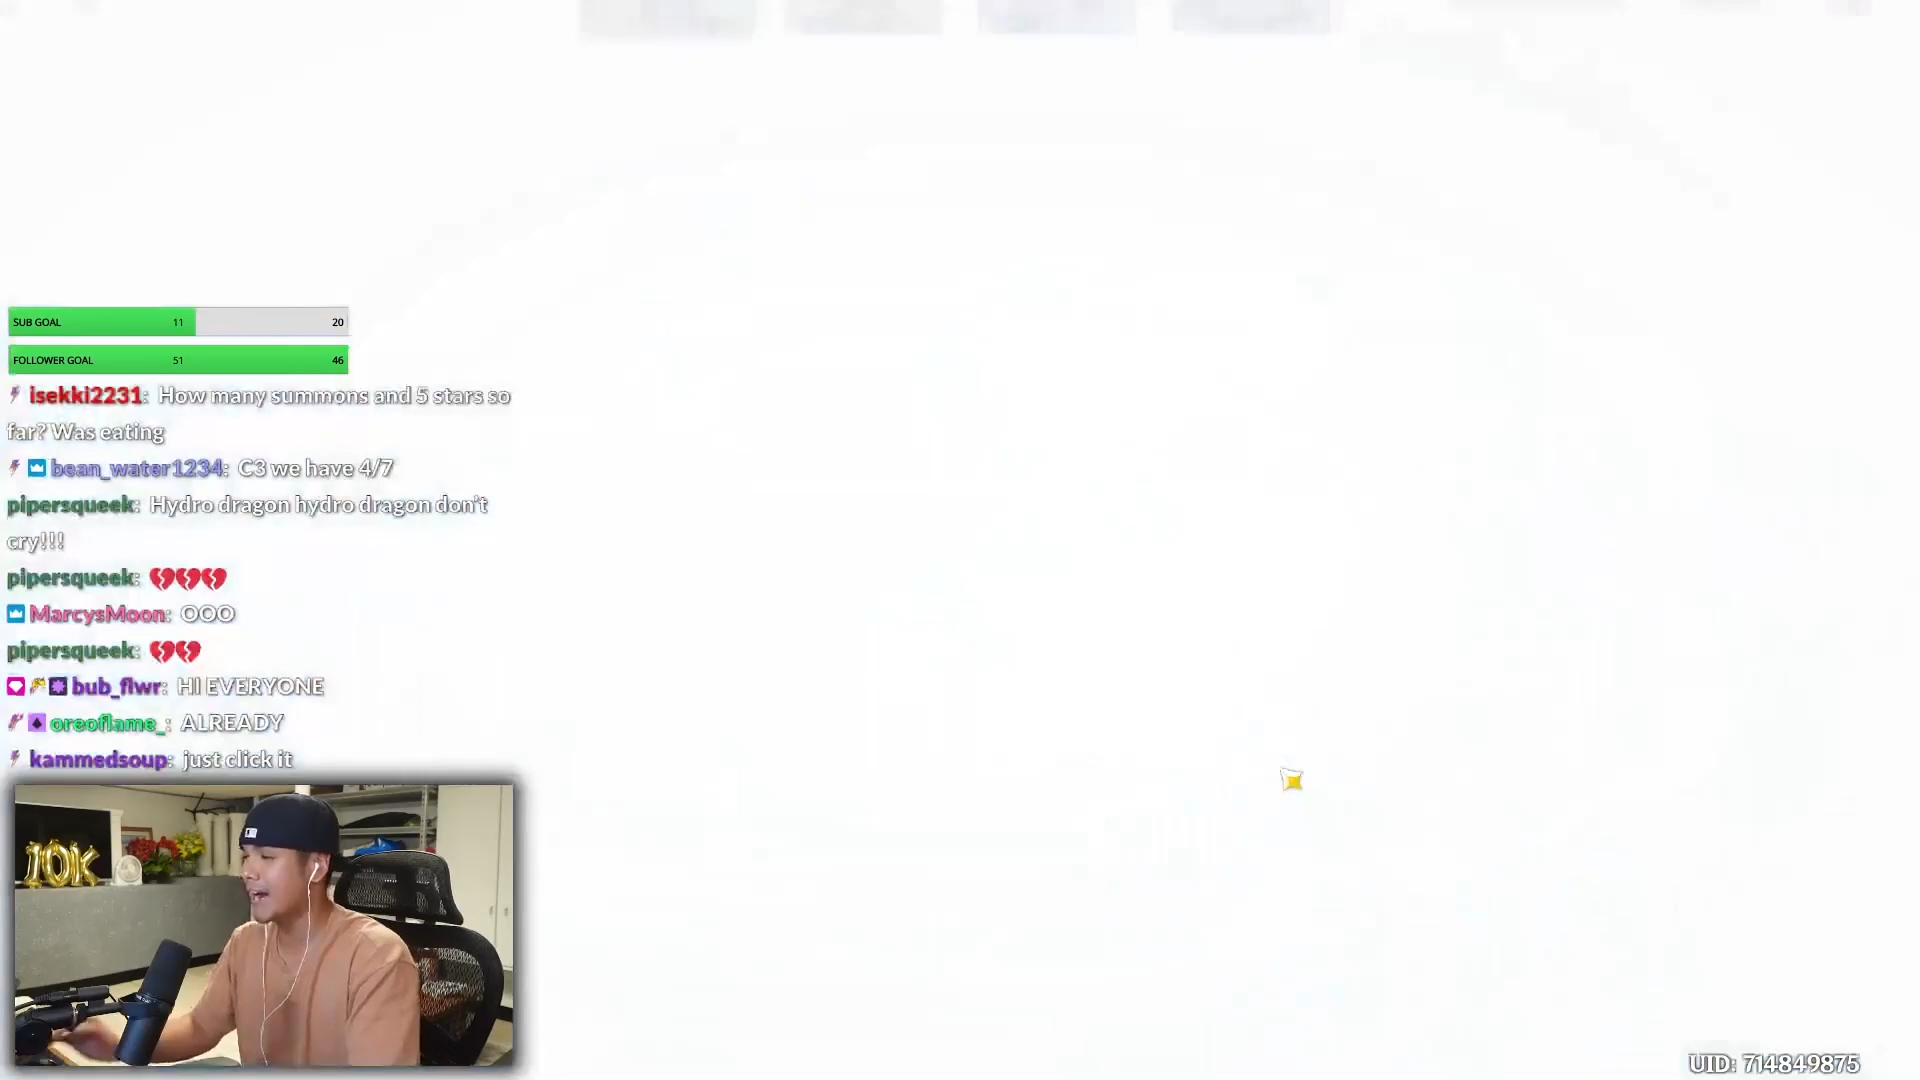 SUB GOAL 11 20
FOLLOWER GOAL 51 46
isekki2231: How many summons and 5 stars so
far? Was eating
bean_water1234: C3 we have 4/7
pipersqueek: Hydro dragon hydro dragon don't
cry!!!
pipersqueek: 💔💔💔
MarcysMoon: OOO
pipersqueek: 💔💔
bub_flwr: HI EVERYONE
oreoflame_: ALREADY
kammedsoup: just click it
10K
UID: 714849875